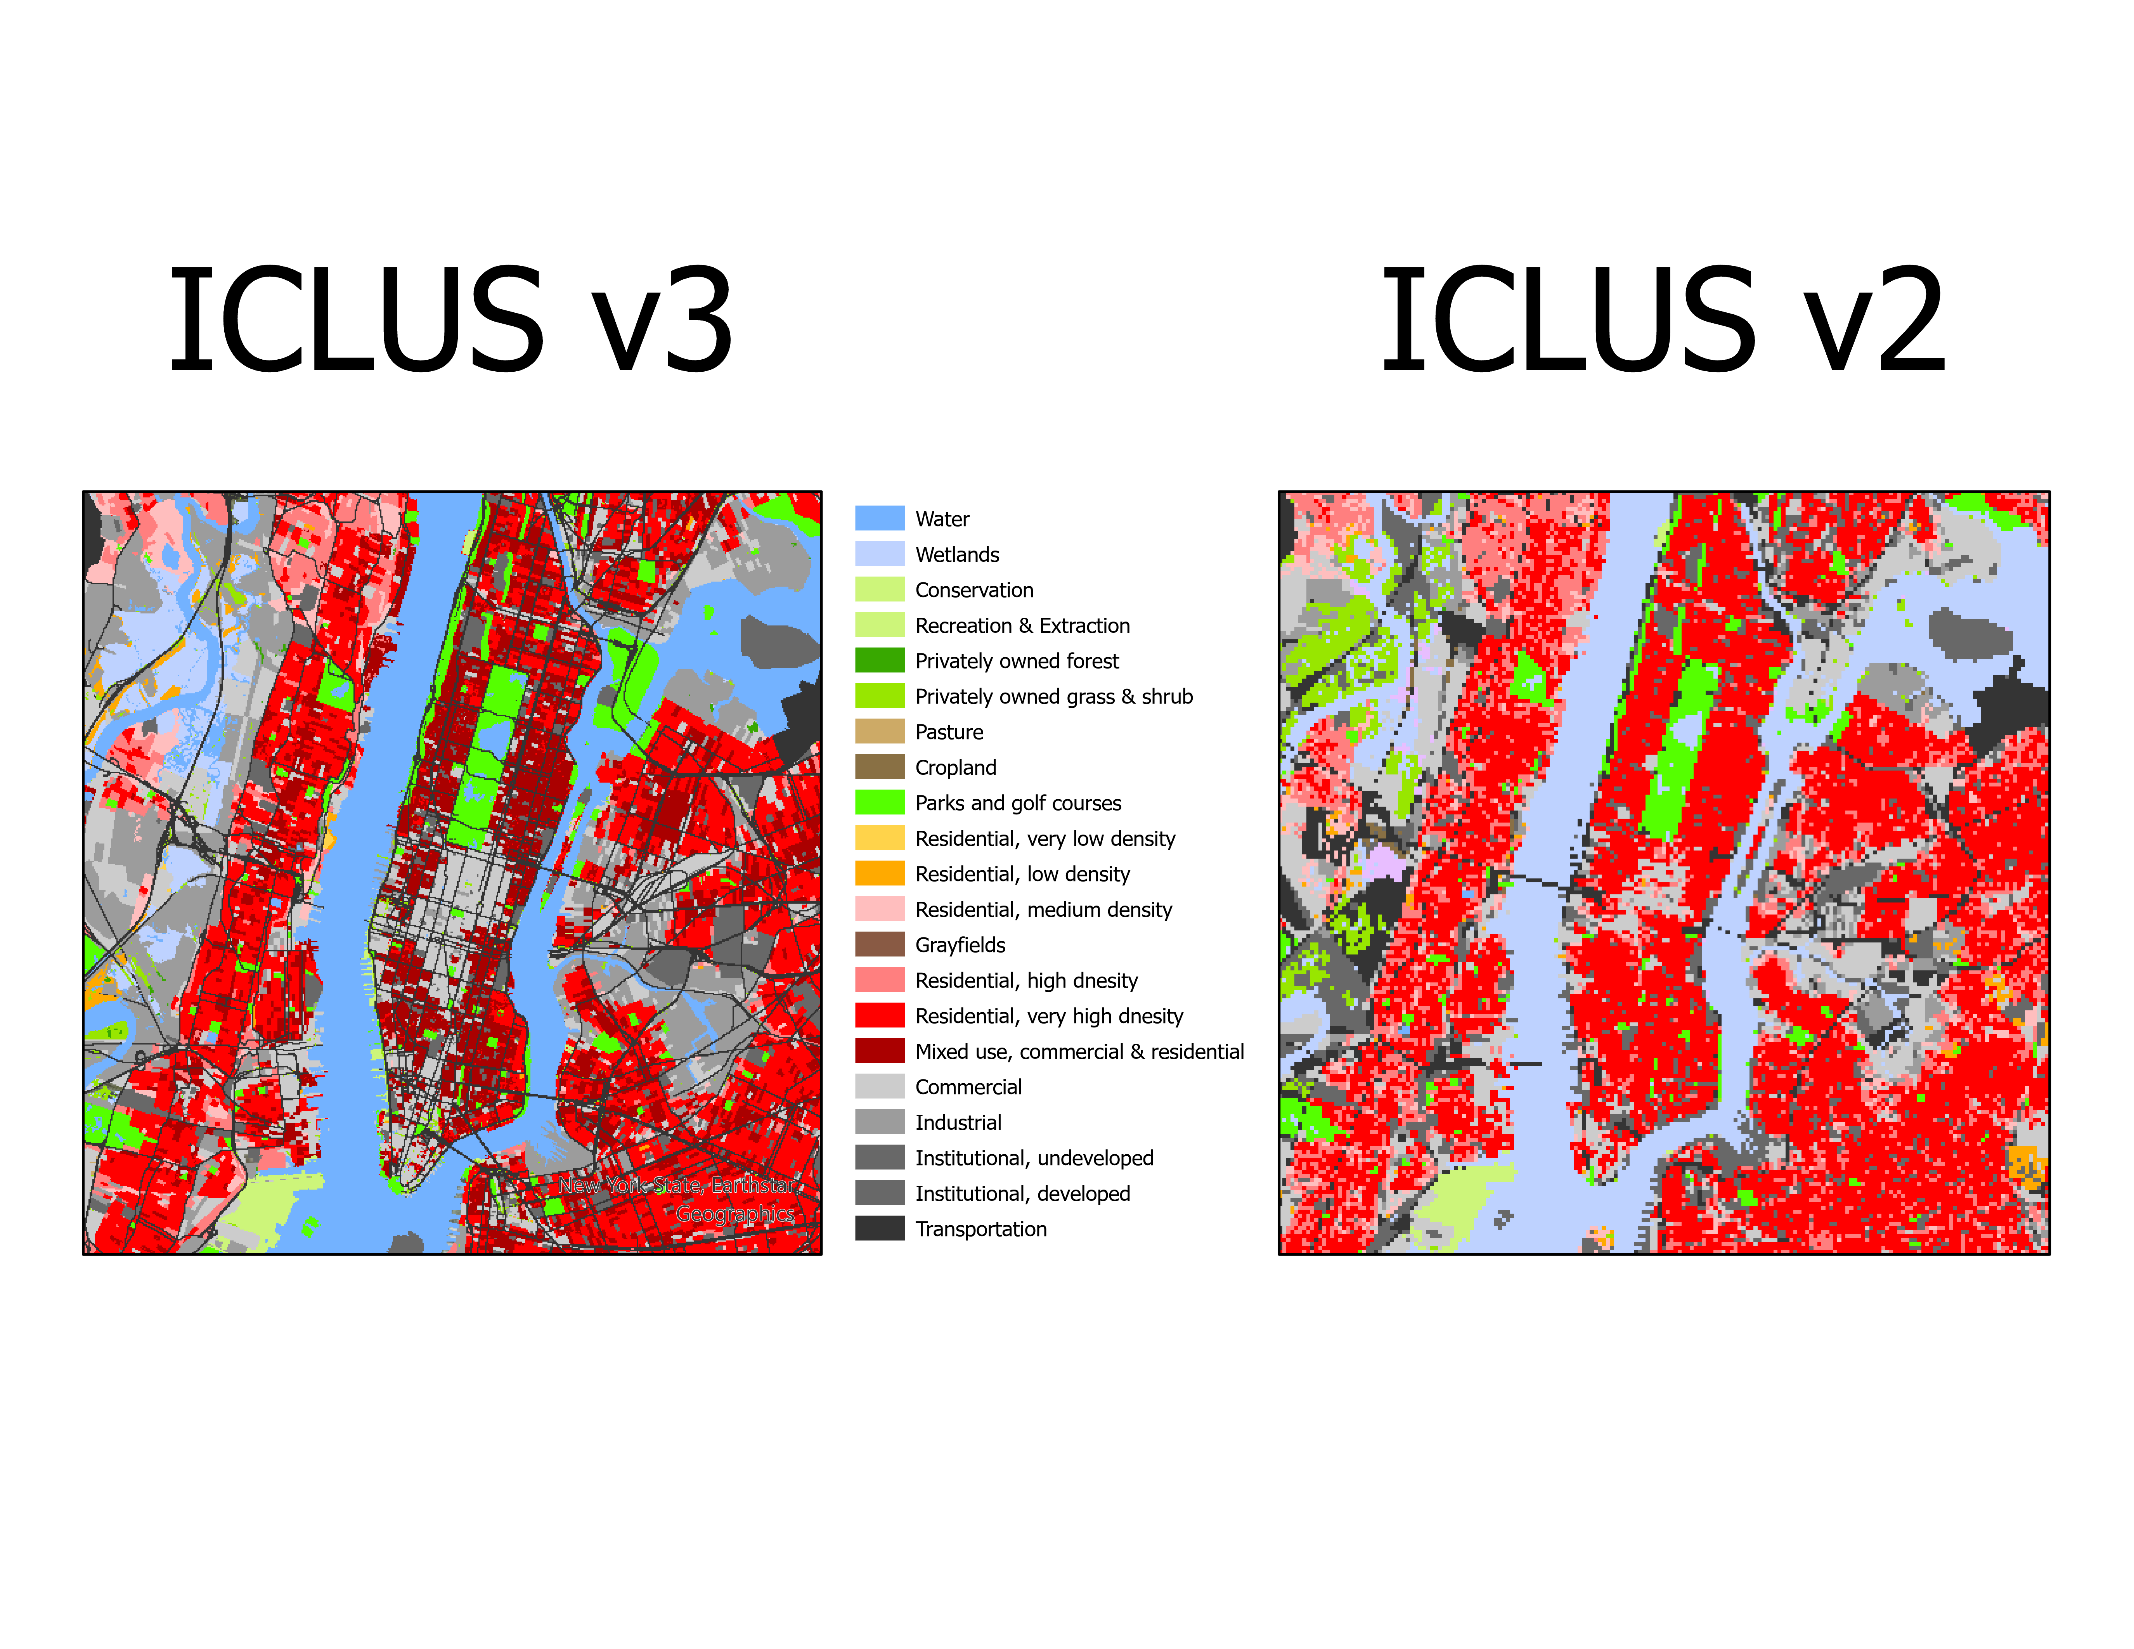 ICLUS v3
ICLUS v2
Water
Wetlands
Conservation
Recreation & Extraction
Privately owned forest
Privately owned grass & shrub
Pasture
Cropland
Parks and golf courses
Residential, very low density
Residential, low density
Residential, medium density
Grayfields
Residential, high dnesity
Residential, very high dnesity
Mixed use, commercial & residential
Commercial
Industrial
Institutional, undeveloped
Institutional, developed
Transportation
New York State, Earthstar,
Geographics